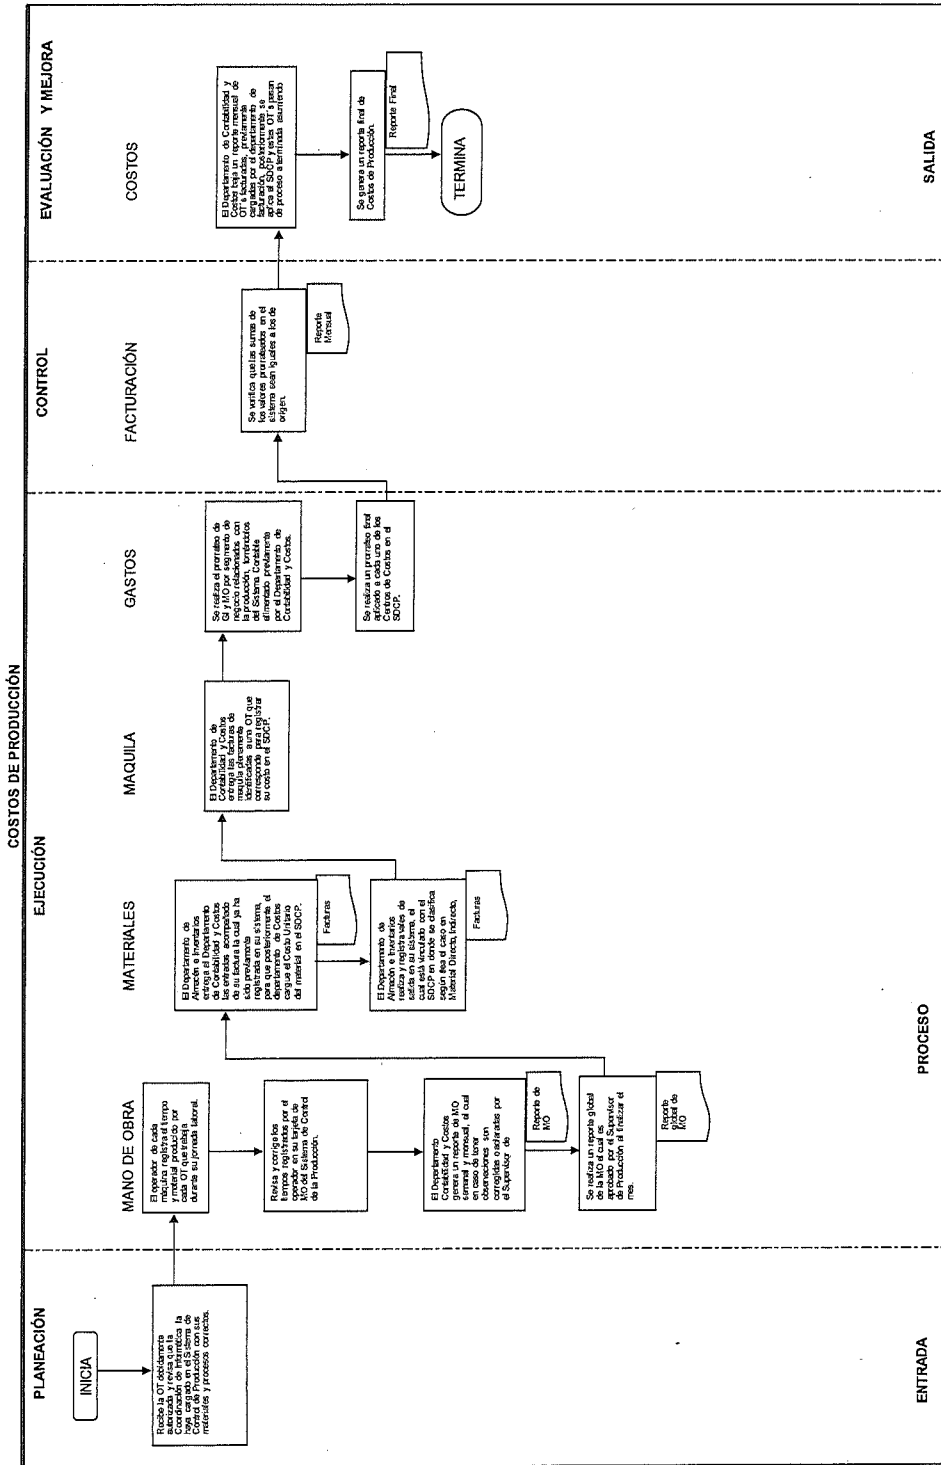 COSTOS DE PRODUCCIÓN
PLANEACIÓN
EJECUCIÓN
CONTROL
EVALUACIÓN Y MEJORA
MANO DE OBRA
MATERIALES
MAQUILA
GASTOS
FACTURACIÓN
COSTOS
INICIA
Recibe la OT debidamente
autorizada y revisa que la
Coordinación de Informática la
haya cargado en el Sistema de
Control de Producción con sus
materiales y procesos correctos.
El operador de cada
máquina registra el tiempo
y material producido por
cada OT que trabaja
durante su jornada laboral.
Revisa y corrige los
tiempos registrados por el
operador en su tarjeta de
MO del Sistema de Control
de la Producción.
El Departamento
Contabilidad y Costos
genera un reporte de MO
semanal y mensual, el cual
en caso de tener
observaciones son
corregidas o aclaradas por
el Supervisor de
Reporte de
MO
Se realiza un reporte global
de la MO el cual es
aprobado por el Supervisor
de Producción al finalizar el
mes.
Reporte
global de
MO
El Departamento de
Almacén e Inventarios
entrega al Departamento
de Contabilidad y Costos
las entradas acompañado
de su factura la cual ya ha
sido previamente
registrada en su sistema,
para que posteriormente el
departamento de Costos
cargue el Costo Unitario
del material en el SDCP.
Facturas
El Departamento de
Almacén e Inventarios
realiza y registra vales de
salida en su sistema, el
cual está vinculado con el
SDCP en donde se clasifica
según sea el caso en
Material Directo, Indirecto,
Facturas
El Departamento de
Contabilidad y Costos
entrega las facturas de
maquila plenamente
identificadas a una OT que
corresponde para registrar
su costo en el SDCP.
Se realiza el prorrateo de
GI y MO por segmento de
negocio relacionados con
la producción, tomándolos
del Sistema Contable
alimentado previamente
por el Departamento de
Contabilidad y Costos.
Se realiza un prorrateo final
aplicado a cada uno de los
Centros de Costos en el
SDCP.
Se verifica que las sumas de
los valores prorrateados en el
sistema sean iguales a los de
origen.
Reporte
Mensual
El Departamento de Contabilidad y
Costos baja un reporte mensual de
OT's facturadas, previamente
cargadas por el departamento de
facturación, posteriormente se
aplica al SDCP y estas OT's pasan
de proceso a terminada asumiendo
Se genera un reporte final de
Costos de Producción.
Reporte Final
TERMINA
ENTRADA
PROCESO
SALIDA